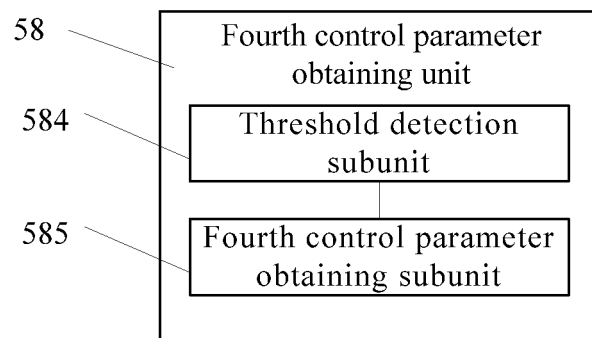 58
Fourth control parameter
obtaining unit
584
Threshold detection
subunit
585
Fourth control parameter
obtaining subunit